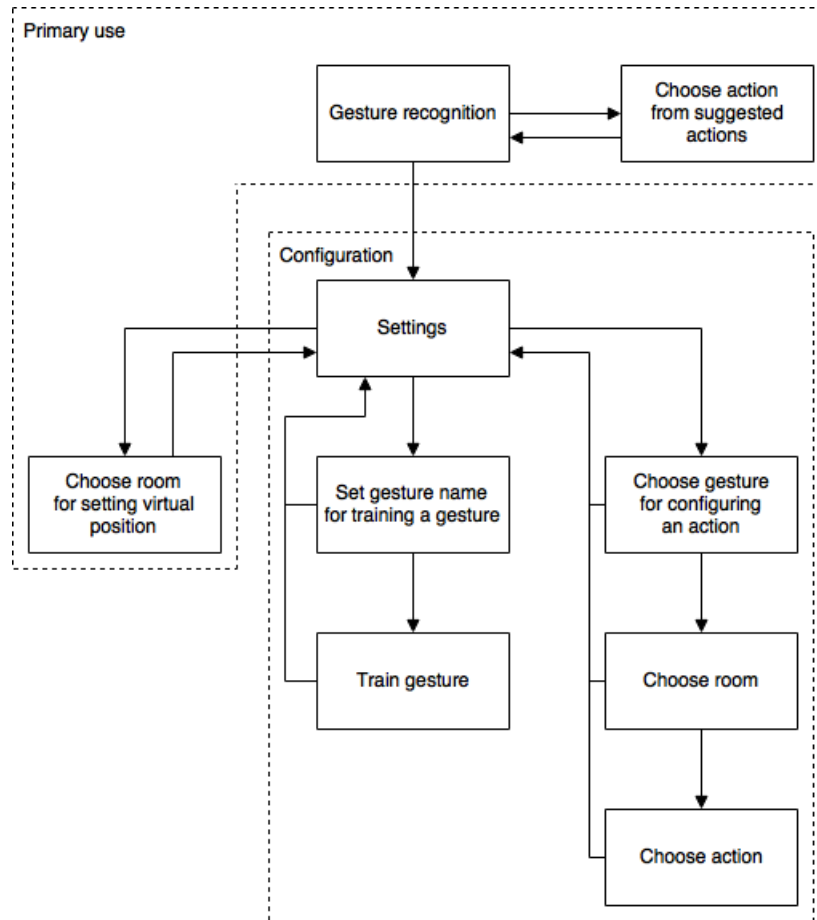 Primary use
Gesture recognition
Choose action
from suggested
actions
Configuration
Settings
Choose room
for setting virtual
position
Set gesture name
for training a gesture
Choose gesture
for configuring
an action
Train gesture
Choose room
Choose action